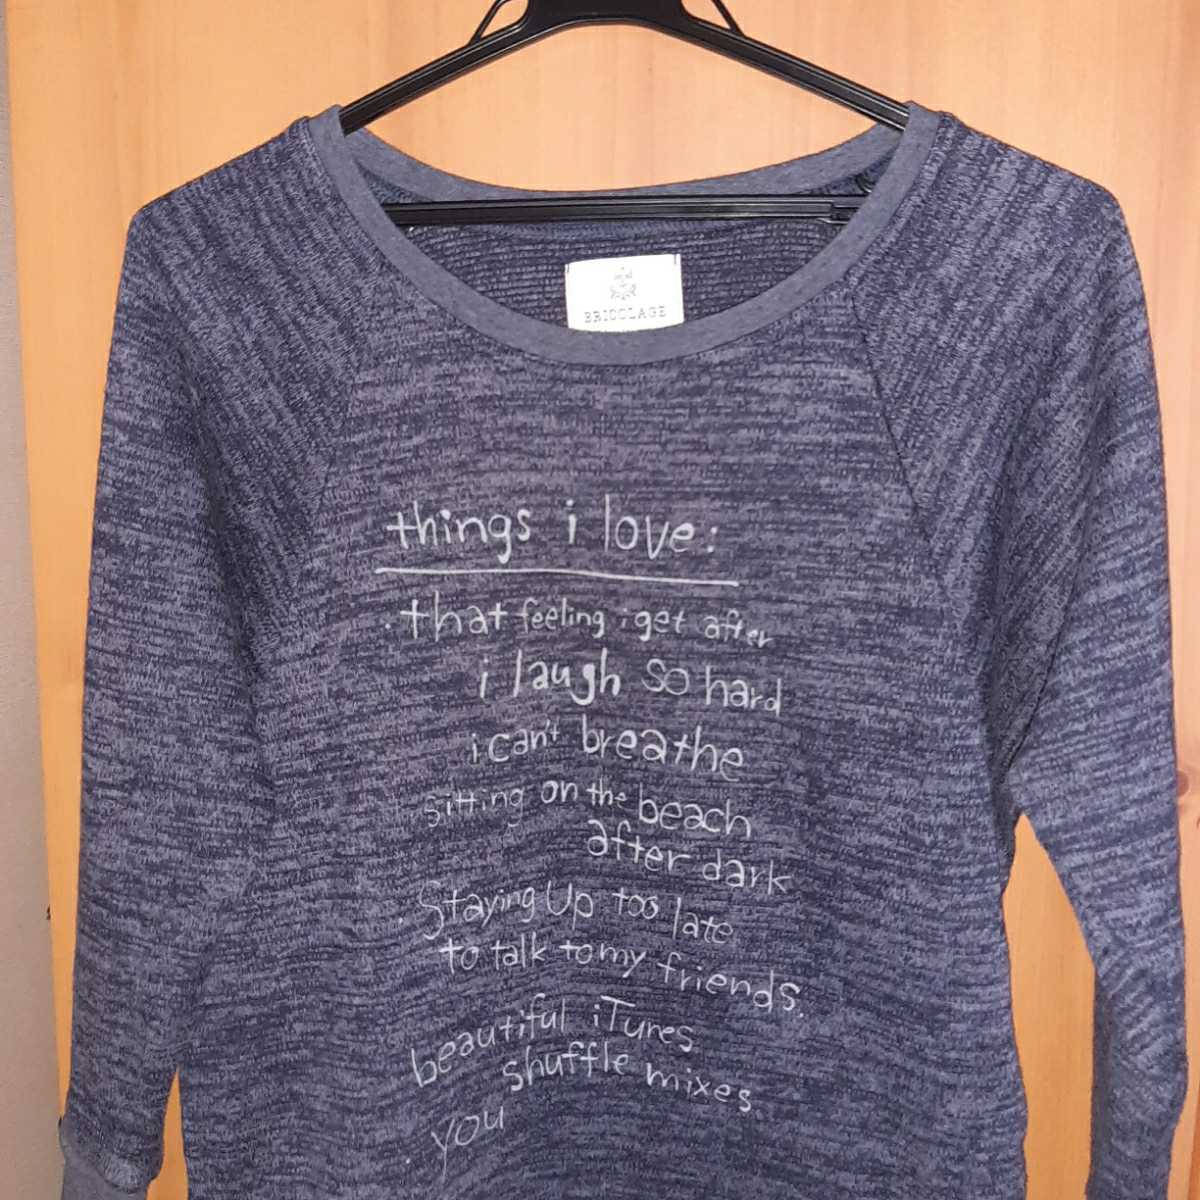 BRICOLAGE
things i love:
· that feeling i get after
i laugh so hard
i can't breathe
sitting on the beach
after dark
· Staying Up too late
to talk to my friends.
beautiful iTunes
shuffle mixes
· you